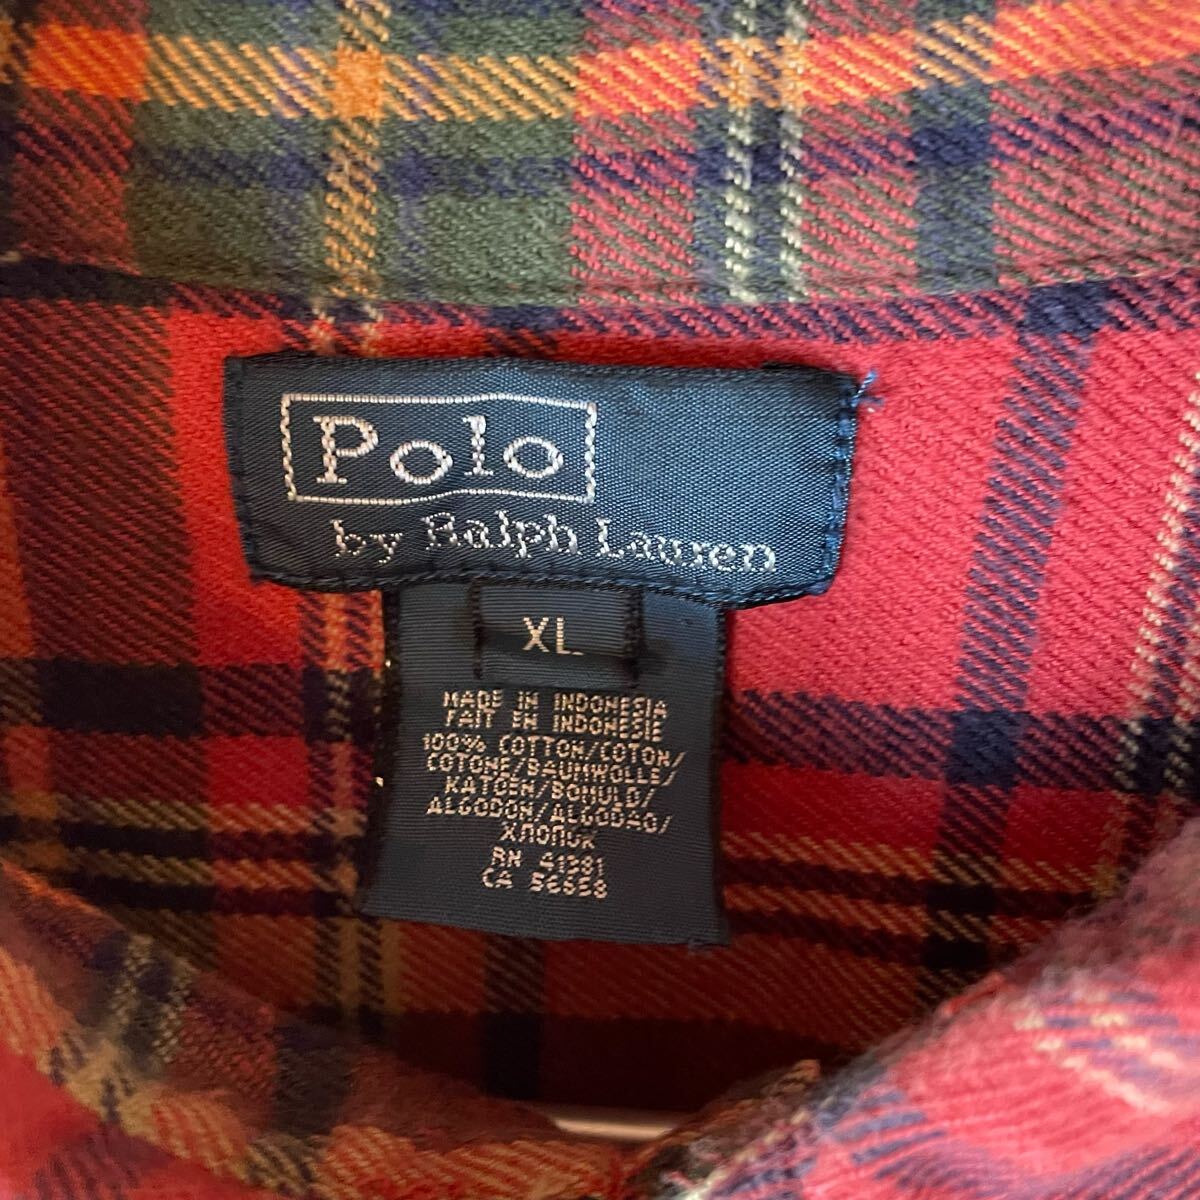 Polo
by Ralph Lauren
XL
MADE IN INDONESIA
FAIT EN INDONESIE
100% COTTON/COTON/
COTONE/BAUMWOLLE/
KATOEN/BOMULD/
ALGODON/ALGODAO/
ХЛОПОК
RN 41381
CA 56658